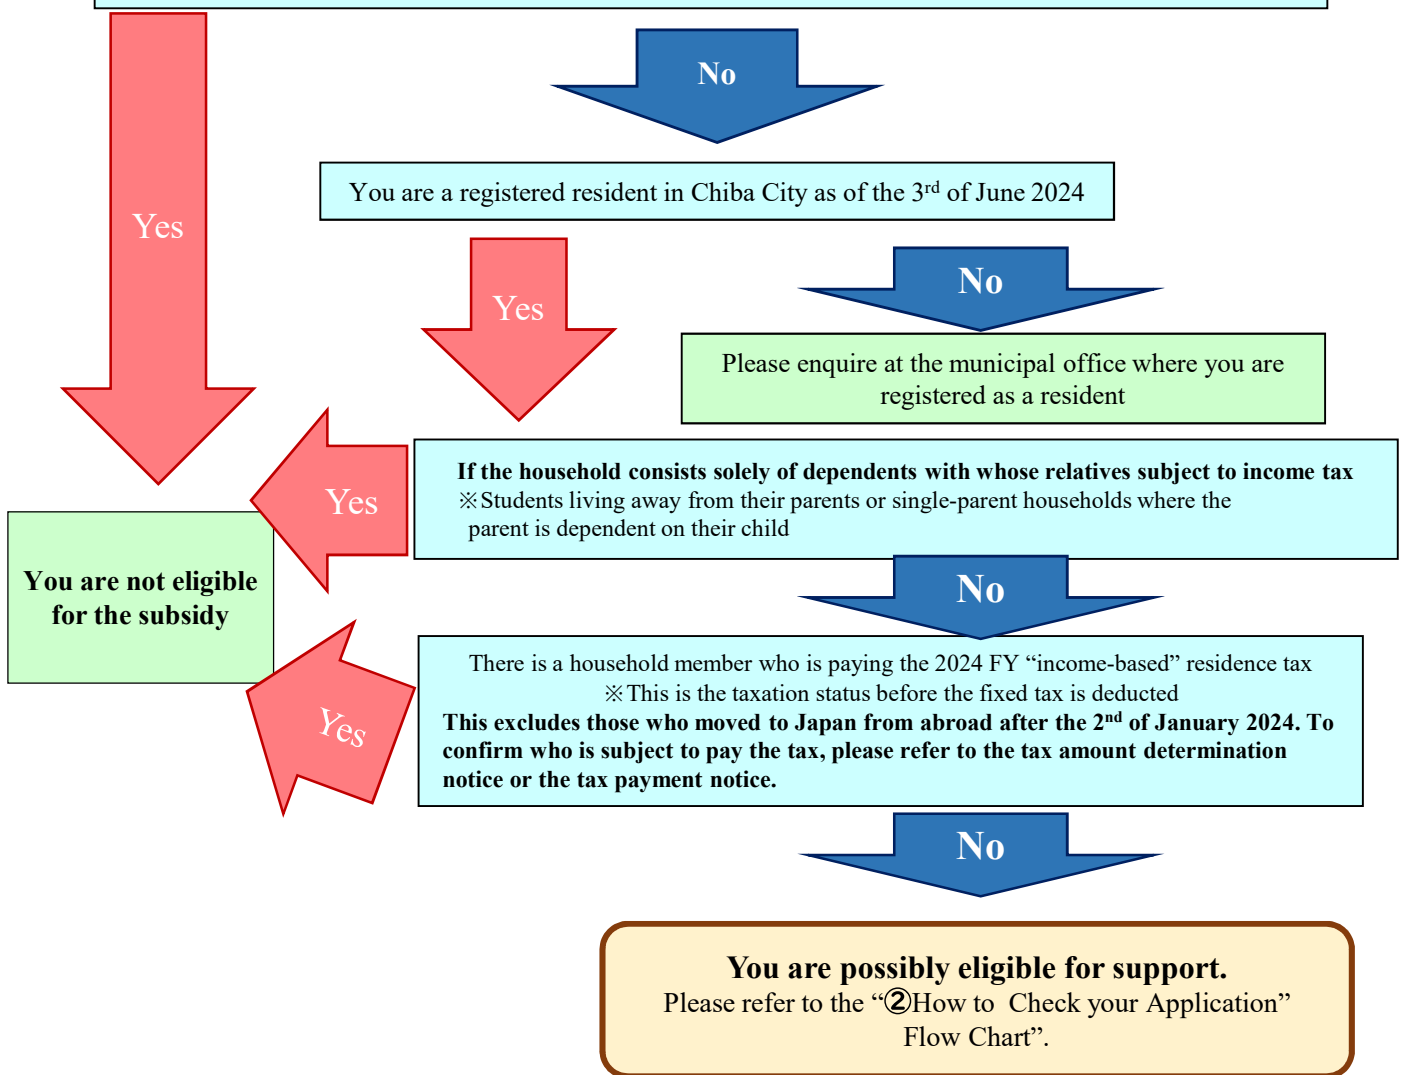 No
Yes
You are a registered resident in Chiba City as of the 3rd of June 2024
Yes
No
Please enquire at the municipal office where you are
registered as a resident
If the household consists solely of dependents with whose relatives subject to income tax
※Students living away from their parents or single-parent households where the
parent is dependent on their child
Yes
You are not eligible
for the subsidy
No
There is a household member who is paying the 2024 FY “income-based” residence tax
※This is the taxation status before the fixed tax is deducted
This excludes those who moved to Japan from abroad after the 2nd of January 2024. To
confirm who is subject to pay the tax, please refer to the tax amount determination
notice or the tax payment notice.
Yes
No
You are possibly eligible for support.
Please refer to the “②How to Check your Application”
Flow Chart”.